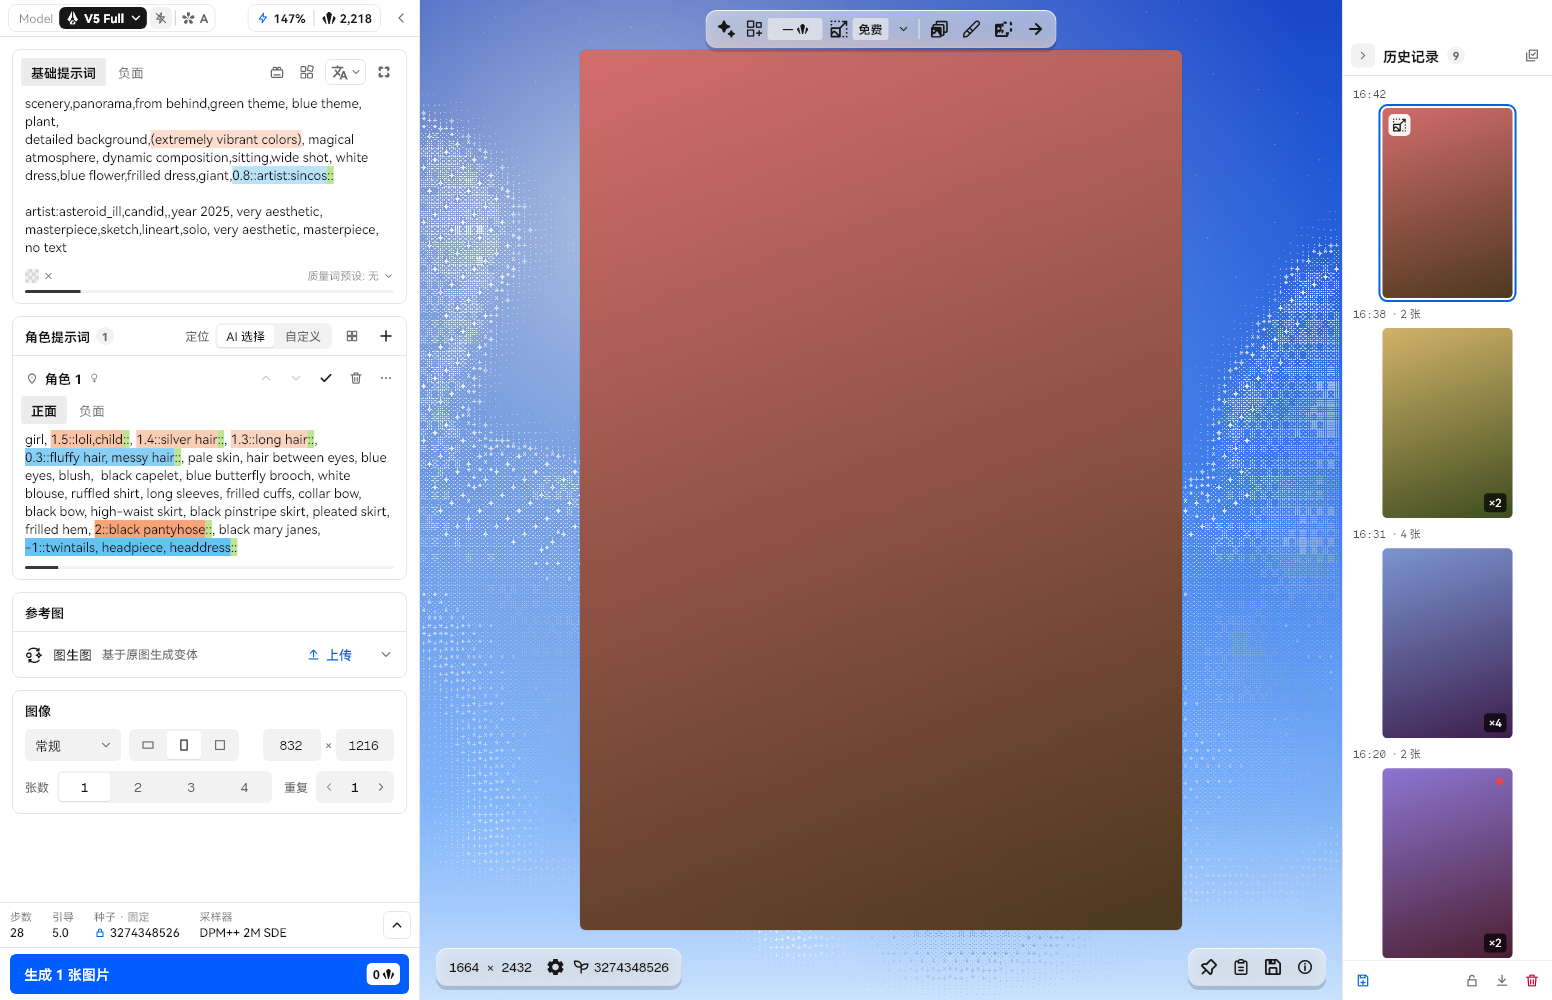 Model V5 Full A 147% 2,218
基础提示词 负面
scenery,panorama,from behind,green theme, blue theme,
plant,
detailed background,(extremely vibrant colors), magical
atmosphere, dynamic composition,sitting,wide shot, white
dress,blue flower,frilled dress,giant,0.8::artist:sincos::
artist:asteroid_ill,candid,,year 2025, very aesthetic,
masterpiece,sketch,lineart,solo, very aesthetic, masterpiece,
no text
质量词预设: 无
角色提示词 1 定位 AI 选择 自定义
角色 1
正面 负面
girl, 1.5::loli,child::, 1.4::silver hair::, 1.3::long hair::,
0.3::fluffy hair, messy hair::, pale skin, hair between eyes, blue
eyes, blush,  black capelet, blue butterfly brooch, white
blouse, ruffled shirt, long sleeves, frilled cuffs, collar bow,
black bow, high-waist skirt, black pinstripe skirt, pleated skirt,
frilled hem, 2::black pantyhose::, black mary janes,
-1::twintails, headpiece, headdress::
参考图
图生图 基于原图生成变体 上传
图像
常规 832 × 1216
张数 1 2 3 4 重复 1
步数 引导 种子 · 固定 采样器
28 5.0 3274348526 DPM++ 2M SDE
生成 1 张图片 0
— 免费
1664 × 2432 3274348526
历史记录 9
16:42
16:38 · 2 张
×2
16:31 · 4 张
×4
16:20 · 2 张
×2